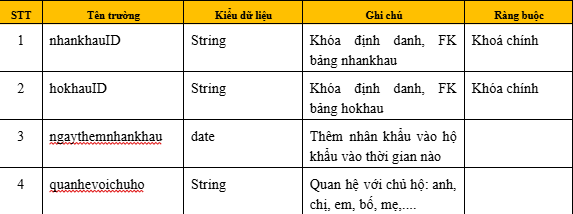 STT Tên trường Kiểu dữ liệu Ghi chú Ràng buộc
1 nhankhauID String Khóa định danh, FK Khoá chính
bảng nhankhau
2 hokhauID String Khóa định danh, FK Khóa chính
bảng hokhau
3 ngaythemnhankhau date Thêm nhân khẩu vào hộ
khẩu vào thời gian nào
4 quanhevoichuho String Quan hệ với chủ hộ: anh,
chị, em, bố, mẹ,....